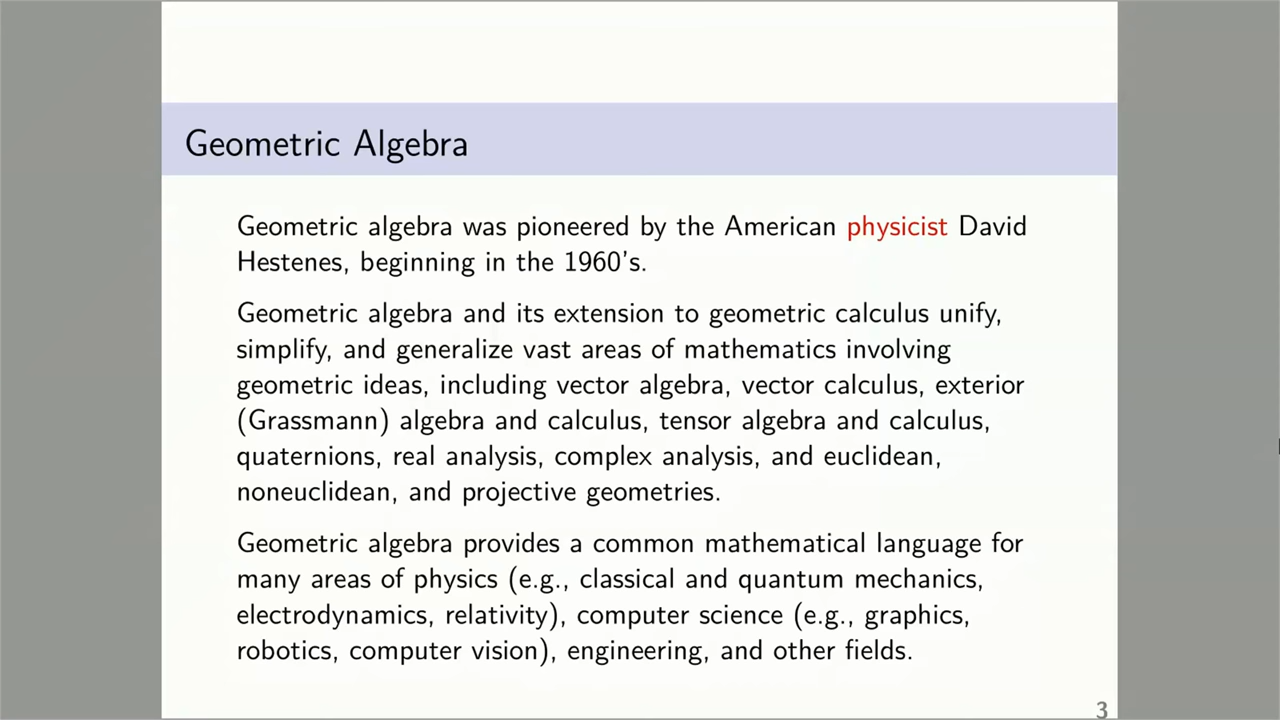 Geometric Algebra
Geometric algebra was pioneered by the American physicist David
Hestenes, beginning in the 1960's.
Geometric algebra and its extension to geometric calculus unify,
simplify, and generalize vast areas of mathematics involving
geometric ideas, including vector algebra, vector calculus, exterior
(Grassmann) algebra and calculus, tensor algebra and calculus,
quaternions, real analysis, complex analysis, and euclidean,
noneuclidean, and projective geometries.
Geometric algebra provides a common mathematical language for
many areas of physics (e.g., classical and quantum mechanics,
electrodynamics, relativity), computer science (e.g., graphics,
robotics, computer vision), engineering, and other fields.
3